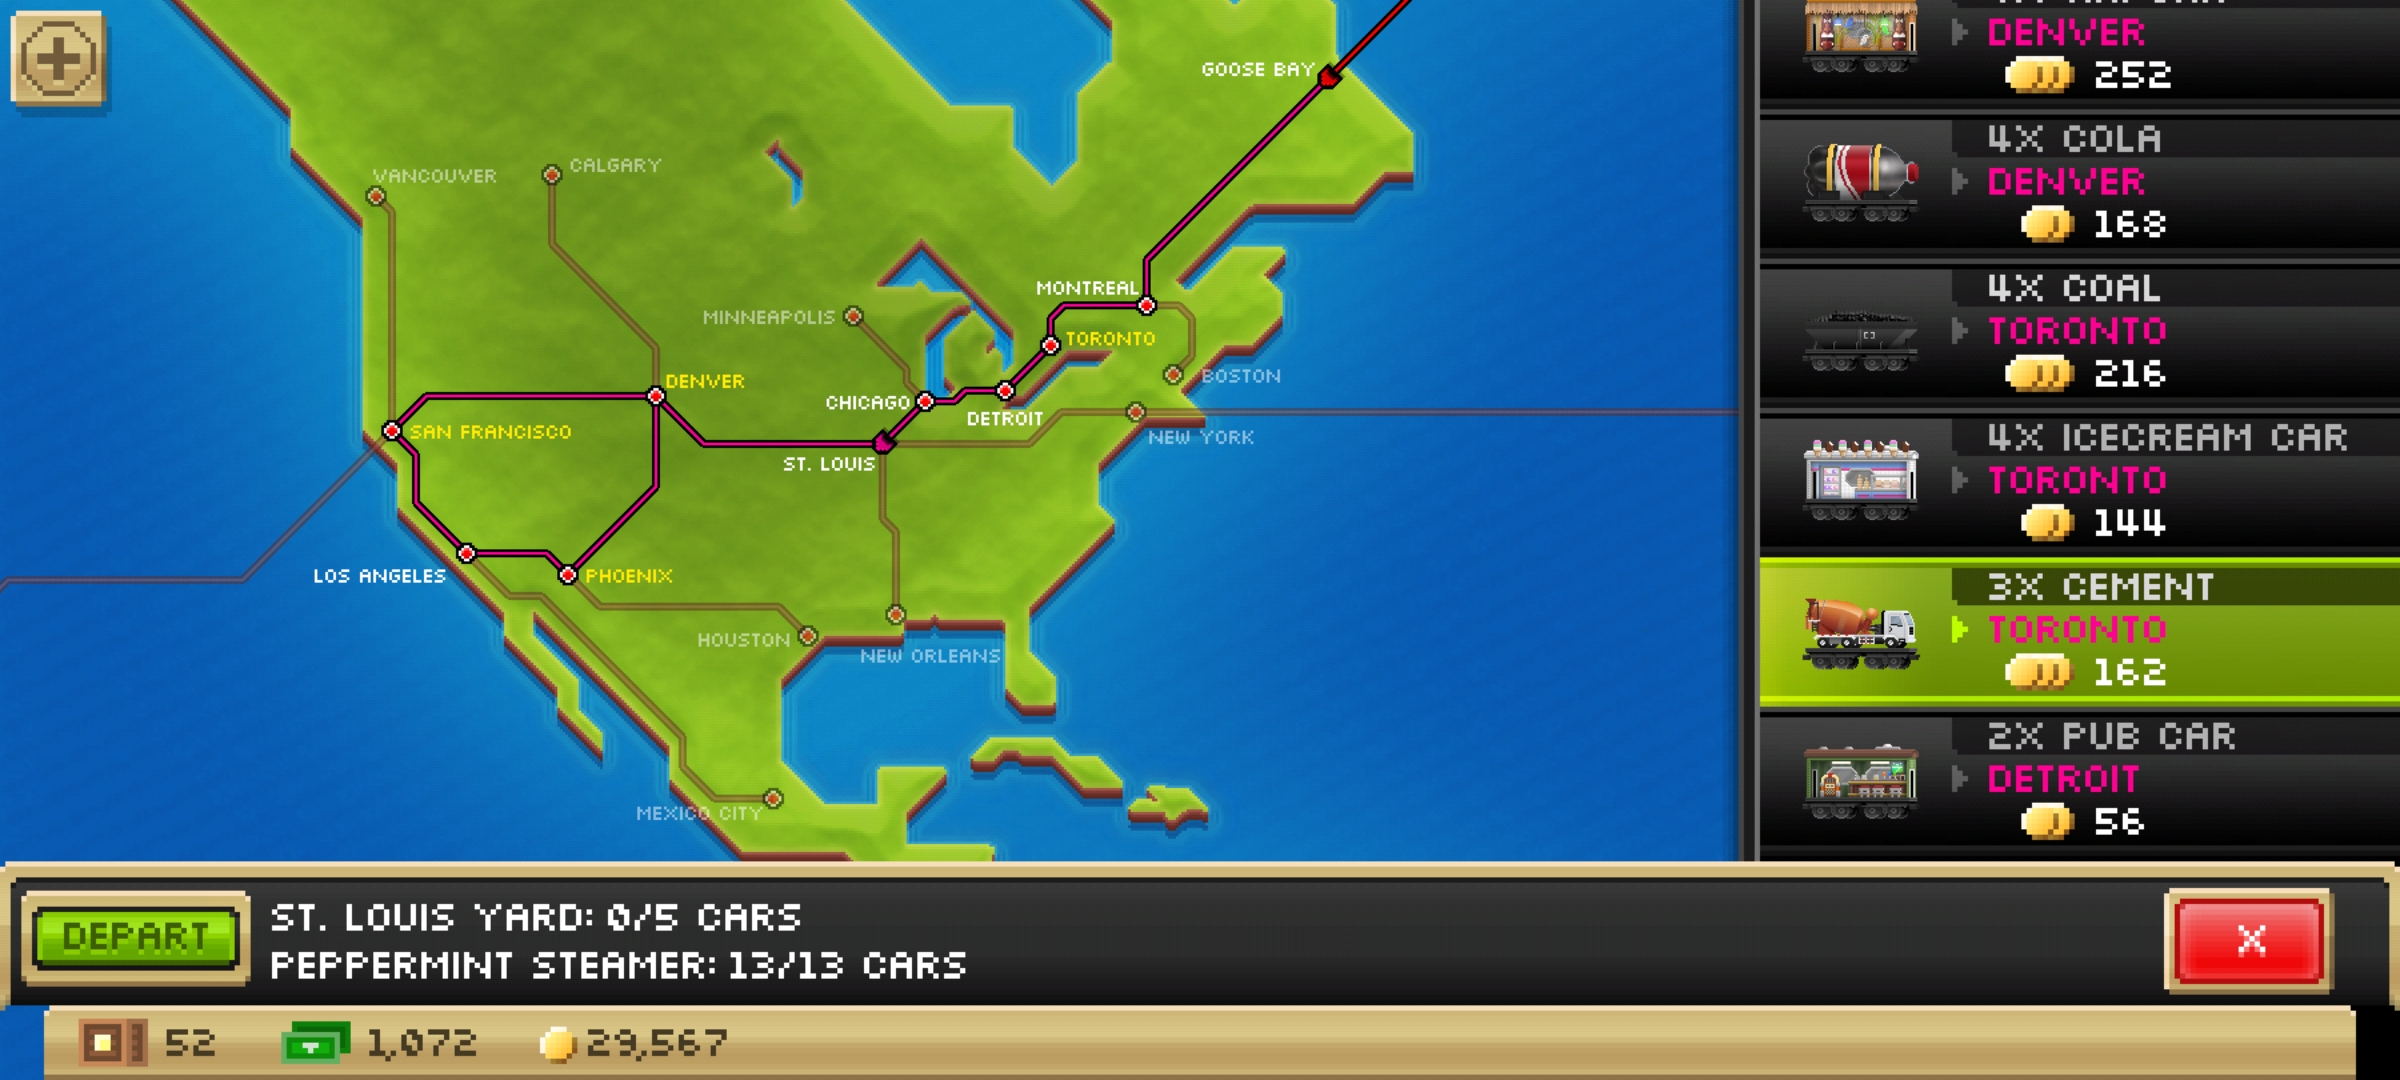 GOOSE BAY
VANCOUVER
CALGARY
MONTREAL
MINNEAPOLIS
TORONTO
BOSTON
DENVER
CHICAGO
DETROIT
SAN FRANCISCO
NEW YORK
ST. LOUIS
LOS ANGELES
PHOENIX
HOUSTON
NEW ORLEANS
MEXICO CITY
DENVER
252
4X COLA
DENVER
168
4X COAL
TORONTO
216
4X ICECREAM CAR
TORONTO
144
3X CEMENT
TORONTO
162
2X PUB CAR
DETROIT
56
DEPART
ST. LOUIS YARD: 0/5 CARS
PEPPERMINT STEAMER: 13/13 CARS
X
52
1,072
29,567